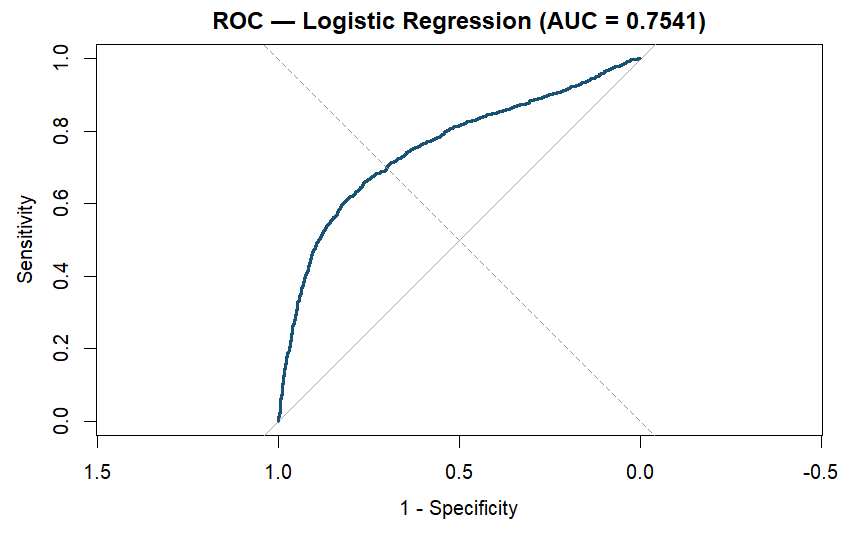 ROC — Logistic Regression (AUC = 0.7541)
1.0
0.8
0.6
0.4
0.2
0.0
Sensitivity
1.5 1.0 0.5 0.0 -0.5
1 - Specificity